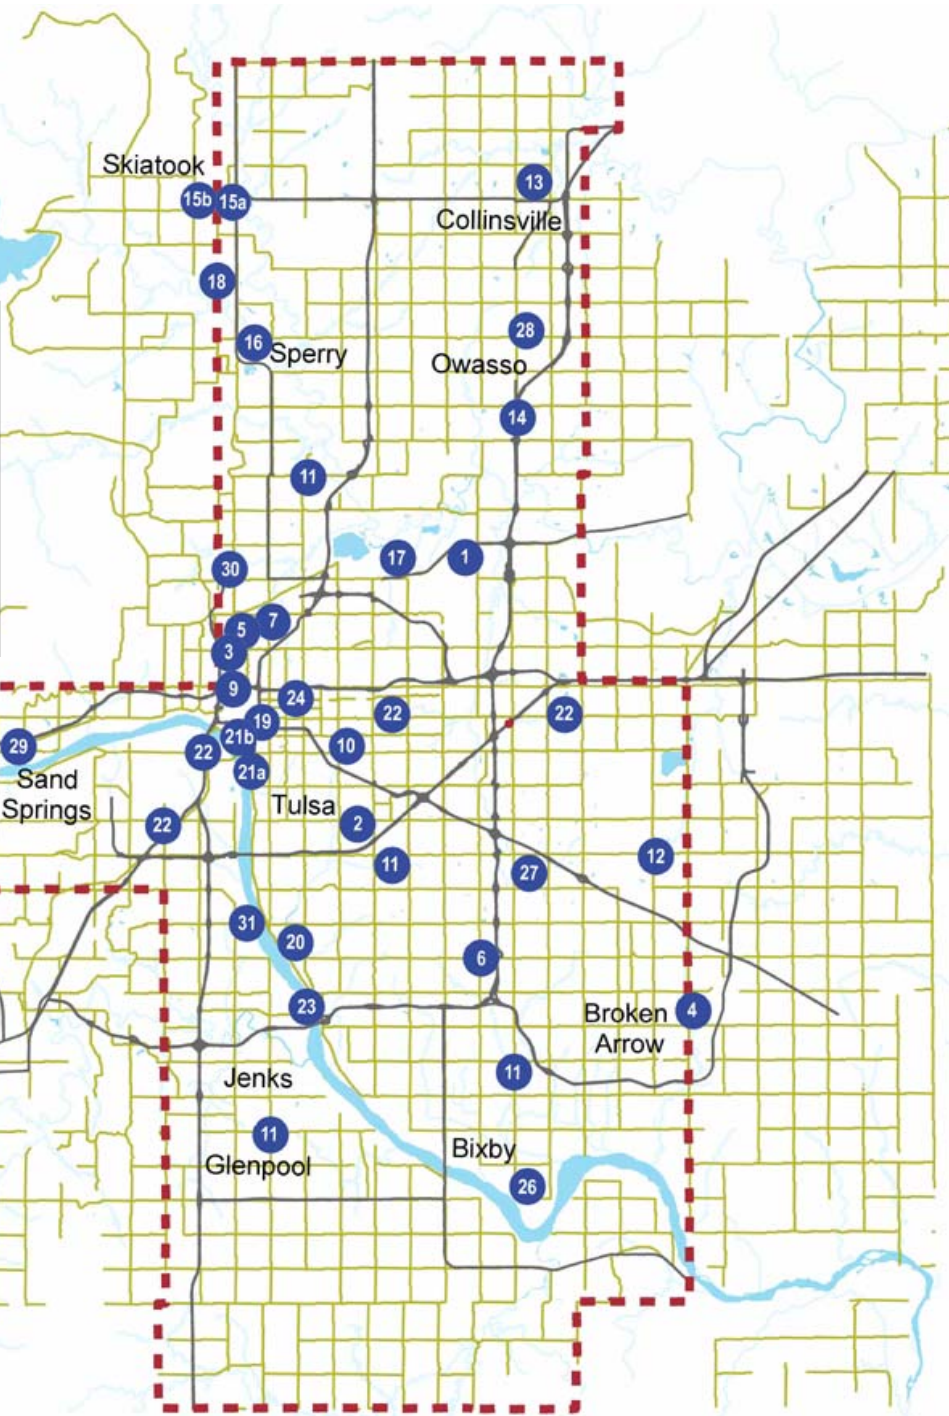 Skiatook
13
15b
15a
Collinsville
18
28
16
Sperry
Owasso
14
11
17
1
30
7
5
3
9
24
22
22
19
21b
10
29
22
21a
Sand
Springs
Tulsa
2
22
11
12
27
31
20
6
23
Broken
Arrow
4
Jenks
11
11
Glenpool
Bixby
26